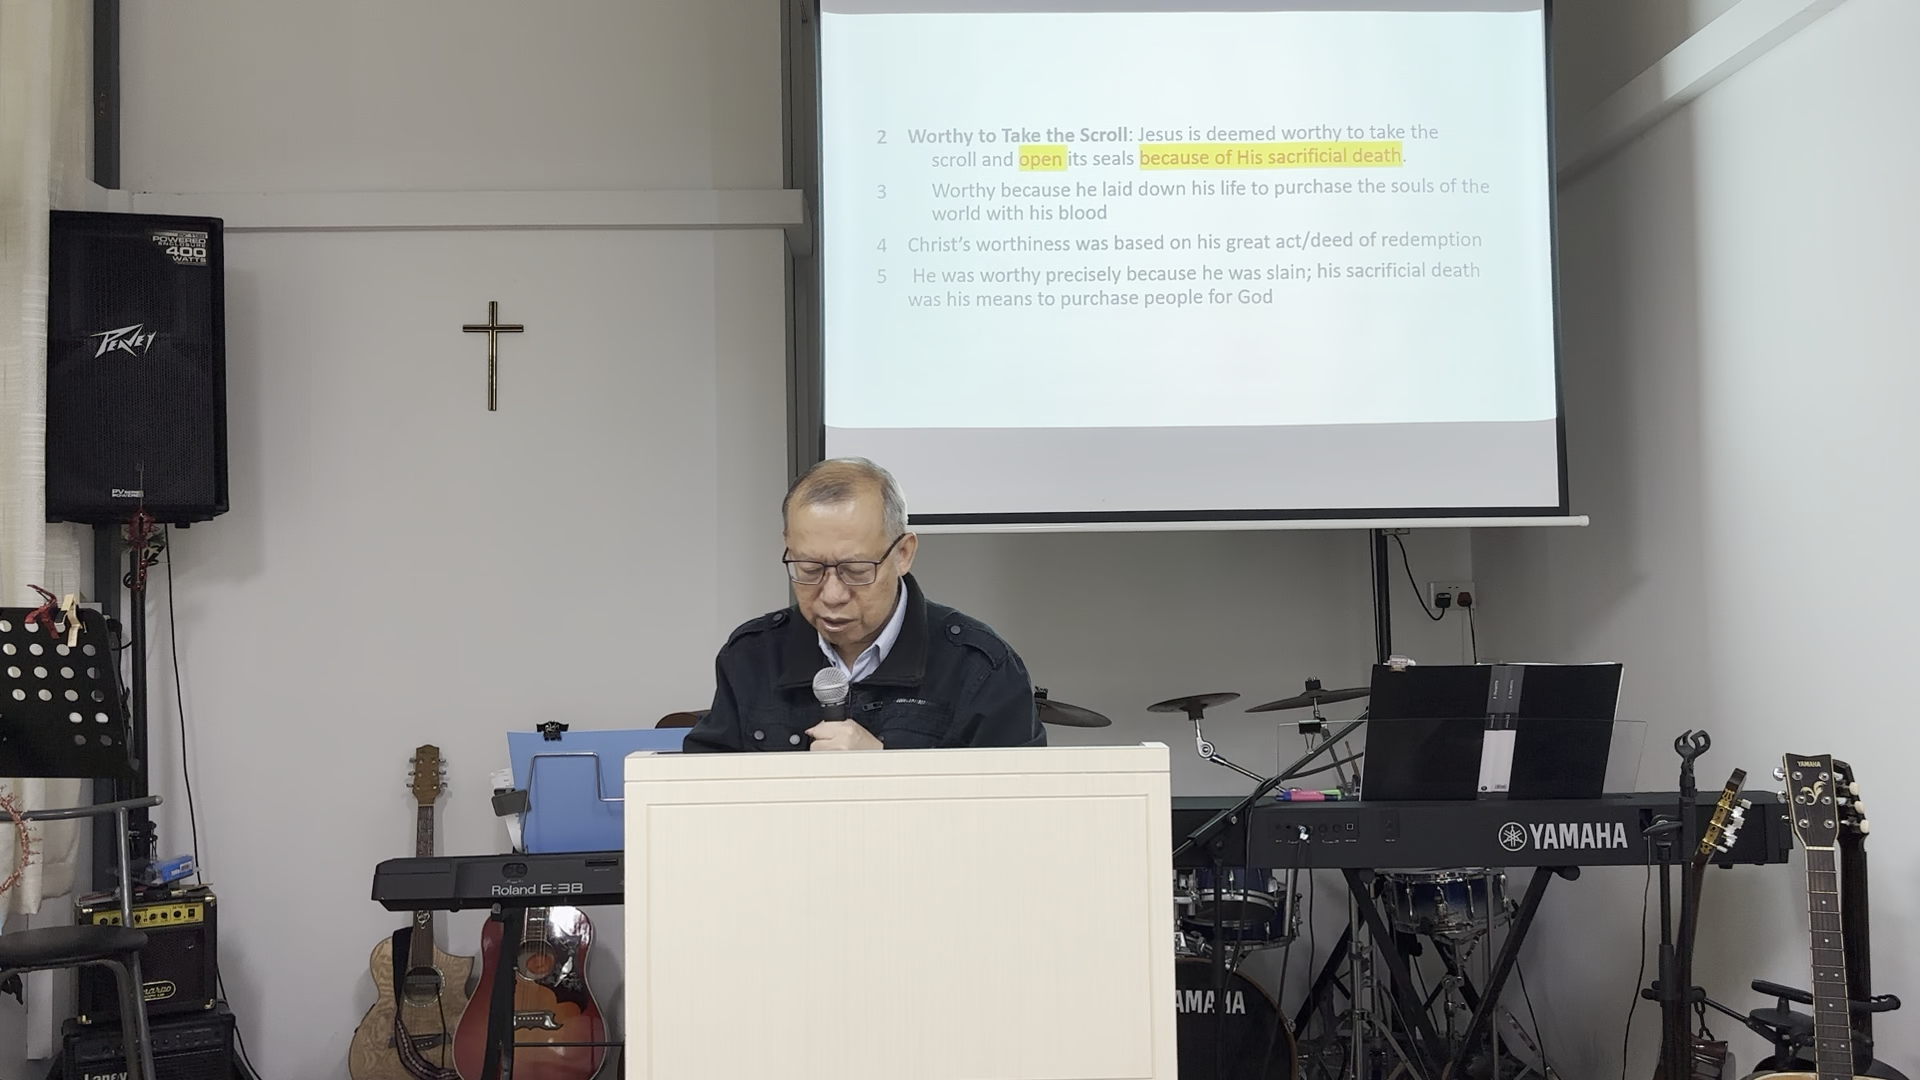 2 Worthy to Take the Scroll: Jesus is deemed worthy to take the
scroll and open its seals because of His sacrificial death.
3 Worthy because he laid down his life to purchase the souls of the
world with his blood
4 Christ's worthiness was based on his great act/deed of redemption
5 He was worthy precisely because he was slain; his sacrificial death
was his means to purchase people for God
POWERED
ENCLOSURE
400
WATTS
PEAVEY
Roland E-38
YAMAHA
YAMAHA
AMAHA
Laney